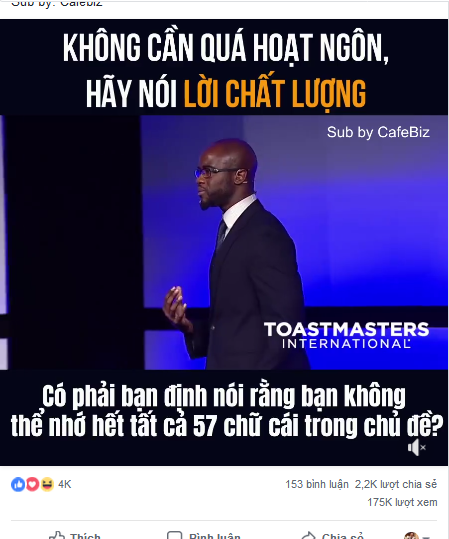 Sub by: Cafebiz
KHÔNG CẦN QUÁ HOẠT NGÔN,
HÃY NÓI LỜI CHẤT LƯỢNG
Sub by CafeBiz
TOASTMASTERS
INTERNATIONAL
Có phải bạn định nói rằng bạn không
thể nhớ hết tất cả 57 chữ cái trong chủ đề?
4K
153 bình luận 2,2K lượt chia sẻ
175K lượt xem
Thích Bình luận Chia sẻ